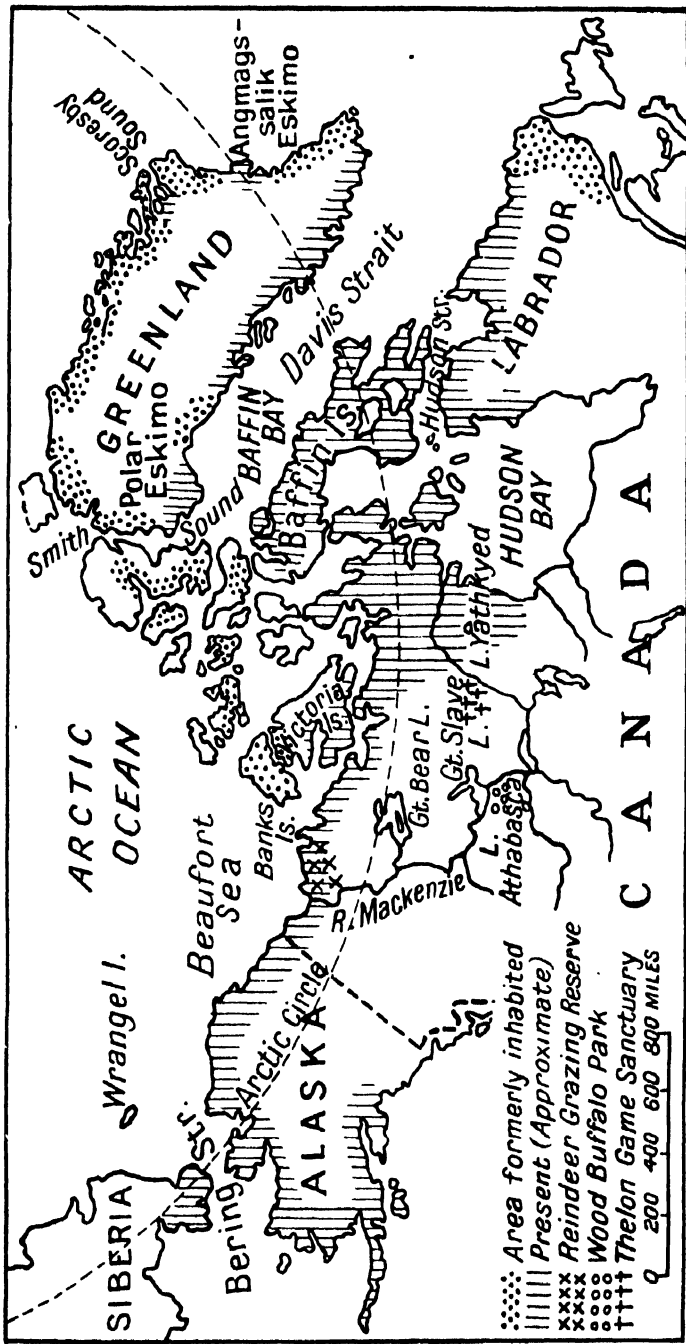 SIBERIA
Wrangel I.
ARCTIC
OCEAN
Bering Str.
Beaufort
Sea
Arctic Circle
ALASKA
Banks
Is.
Victoria
Is.
R. Mackenzie
Gt. Bear L.
Gt. Slave
L.
L. Yathkyed
L.
Athabasca
Smith
Sound
GREENLAND
Polar
Eskimo
Scoresby
Sound
Angmags-
salik
Eskimo
BAFFIN
BAY
Davis Strait
Baffin Is.
Hudson Str.
HUDSON
BAY
LABRADOR
CANADA
Area formerly inhabited
Present (Approximate)
Reindeer Grazing Reserve
Wood Buffalo Park
Thelon Game Sanctuary
0 200 400 600 800 MILES